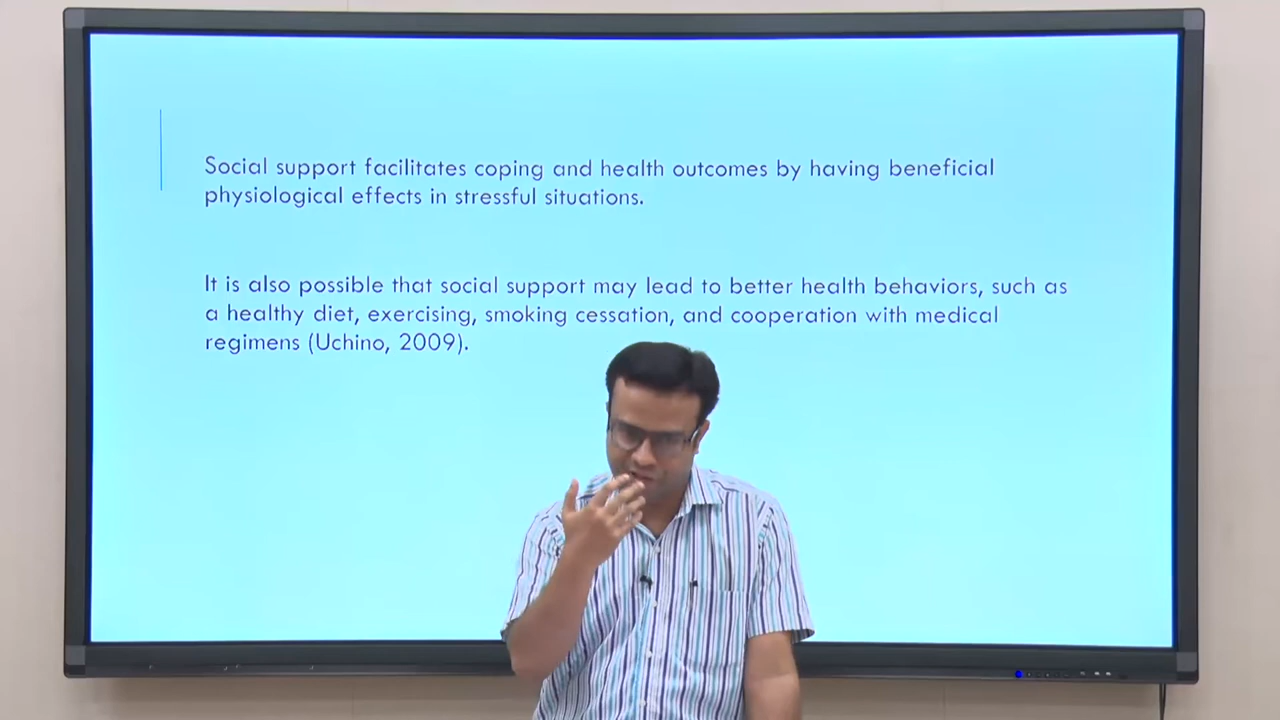 Social support facilitates coping and health outcomes by having beneficial
physiological effects in stressful situations.
It is also possible that social support may lead to better health behaviors, such as
a healthy diet, exercising, smoking cessation, and cooperation with medical
regimens (Uchino, 2009).